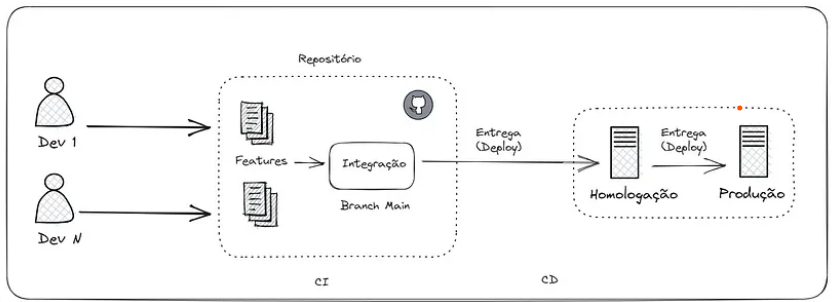 Repositório
Dev 1
Features
Integração
Branch Main
Dev N
Entrega
(Deploy)
Homologação
Entrega
(Deploy)
Produção
CI
CD